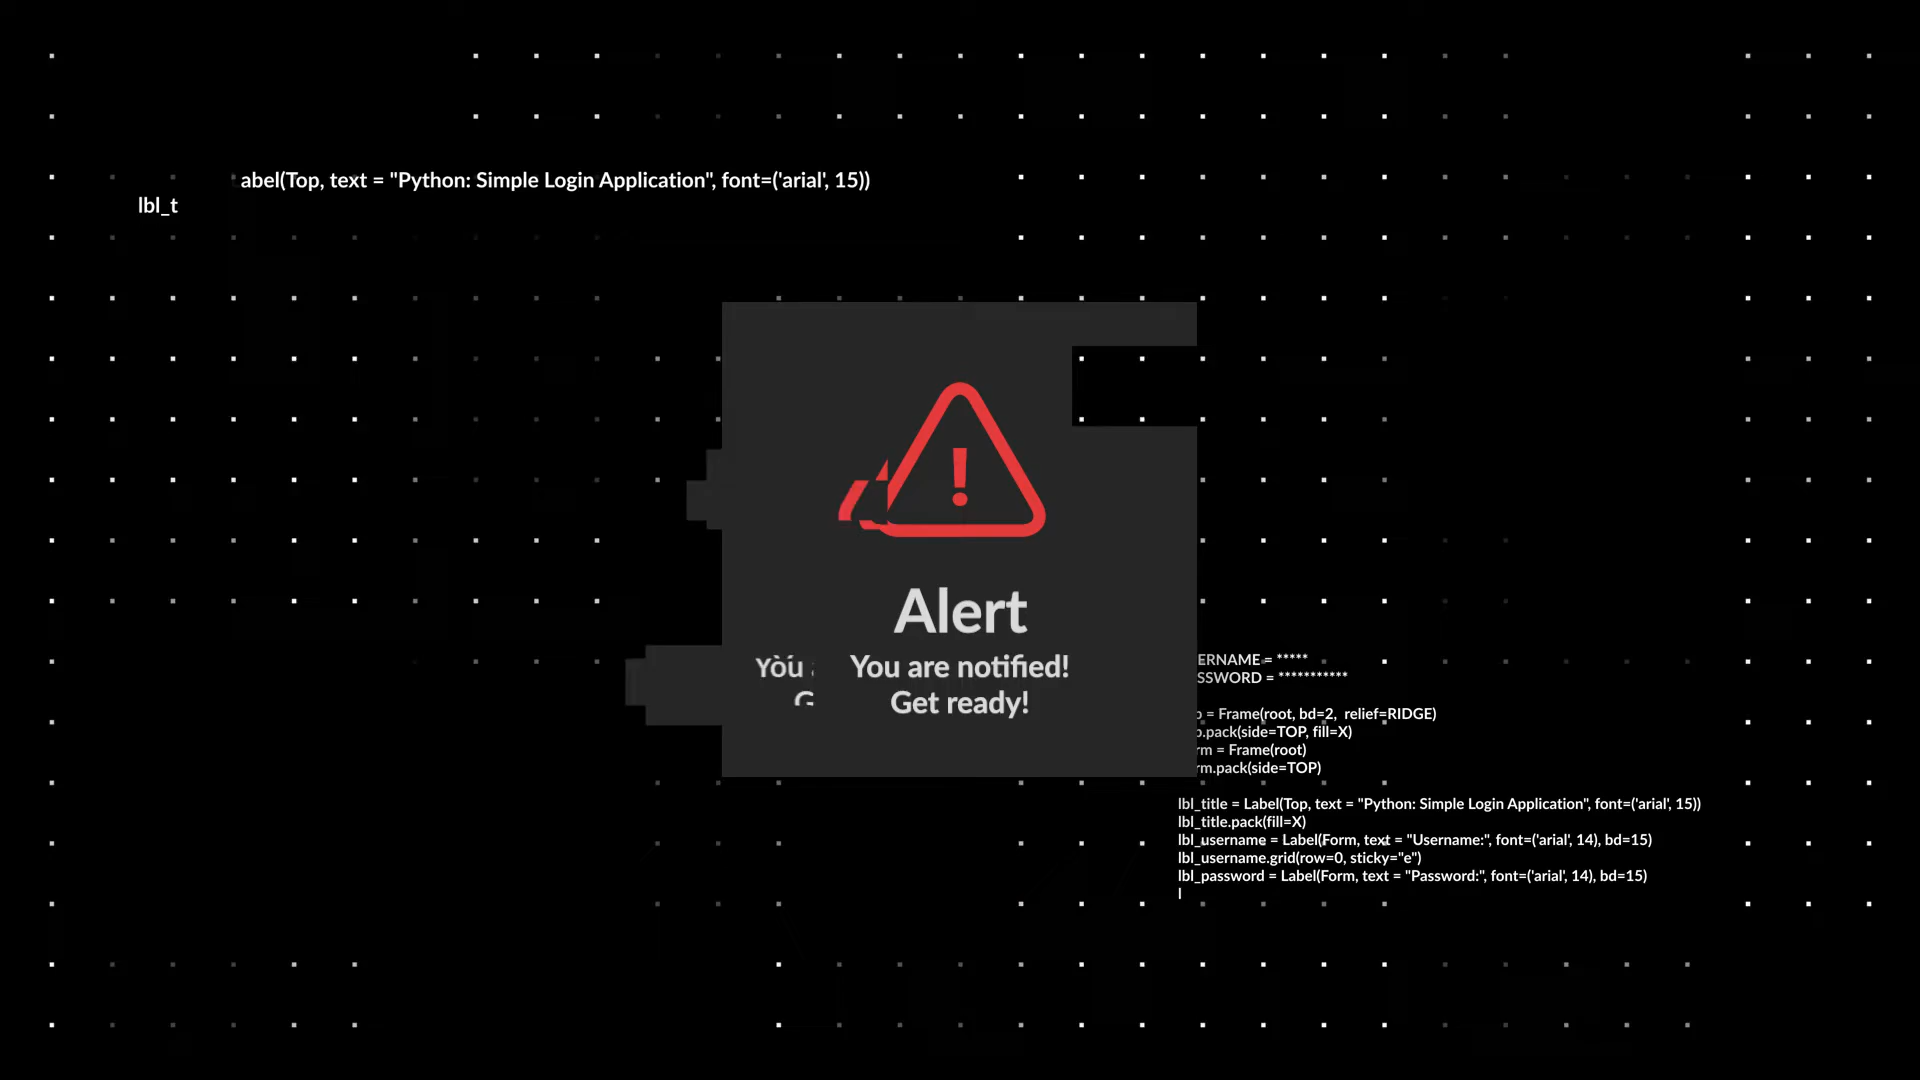 abel(Top, text = "Python: Simple Login Application", font=('arial', 15))
lbl_t
!
Alert
You are notified!
Get ready!
ERNAME = *****
SSWORD = ***********
= Frame(root, bd=2, relief=RIDGE)
.pack(side=TOP, fill=X)
rm = Frame(root)
rm.pack(side=TOP)
lbl_title = Label(Top, text = "Python: Simple Login Application", font=('arial', 15))
lbl_title.pack(fill=X)
lbl_username = Label(Form, text = "Username:", font=('arial', 14), bd=15)
lbl_username.grid(row=0, sticky="e")
lbl_password = Label(Form, text = "Password:", font=('arial', 14), bd=15)
l